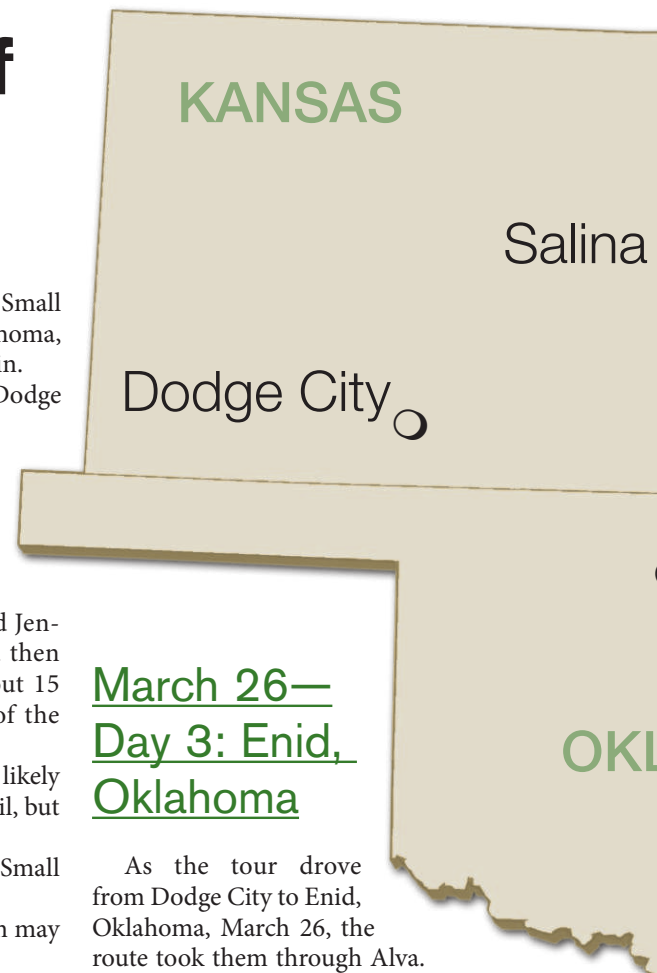 f
KANSAS
Salina
Dodge City
Small
homa,
in.
Dodge
d Jen-
then
out 15
of the
likely
il, but
Small
n may
March 26—
Day 3: Enid,
Oklahoma
As the tour drove
from Dodge City to Enid,
Oklahoma, March 26, the
route took them through Alva.
OKL